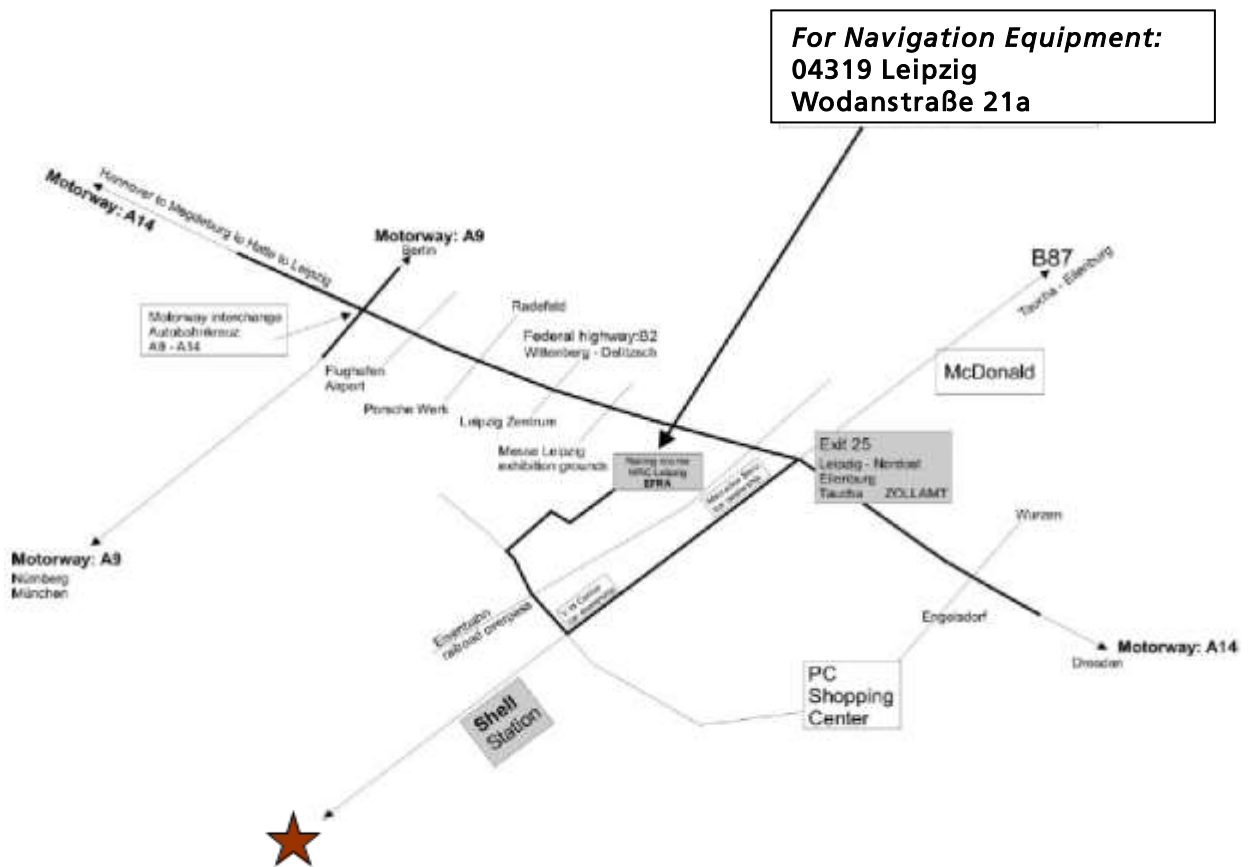 For Navigation Equipment:
04319 Leipzig
Wodanstraße 21a
Hannover to Magdeburg to Halle to Leipzig
Motorway: A14
Motorway: A9
Berlin
B87
Taucha - Eilenburg
Motorway interchange
Autobahnkreuz
A9 - A14
Radefeld
Federal highway:B2
Wittenberg - Delitzsch
McDonald
Flughafen
Airport
Porsche Werk
Leipzig Zentrum
Messe Leipzig
exhibition grounds
Racing course
MRC Leipzig
EFRA
Exit 25
Leipzig - Nordost
Eilenburg
Taucha ZOLLAMT
Wurzen
Motorway: A9
Nürnberg
München
Eisenbahn
railroad overpass
Engelsdorf
Motorway: A14
Dresden
PC
Shopping
Center
Shell
Station